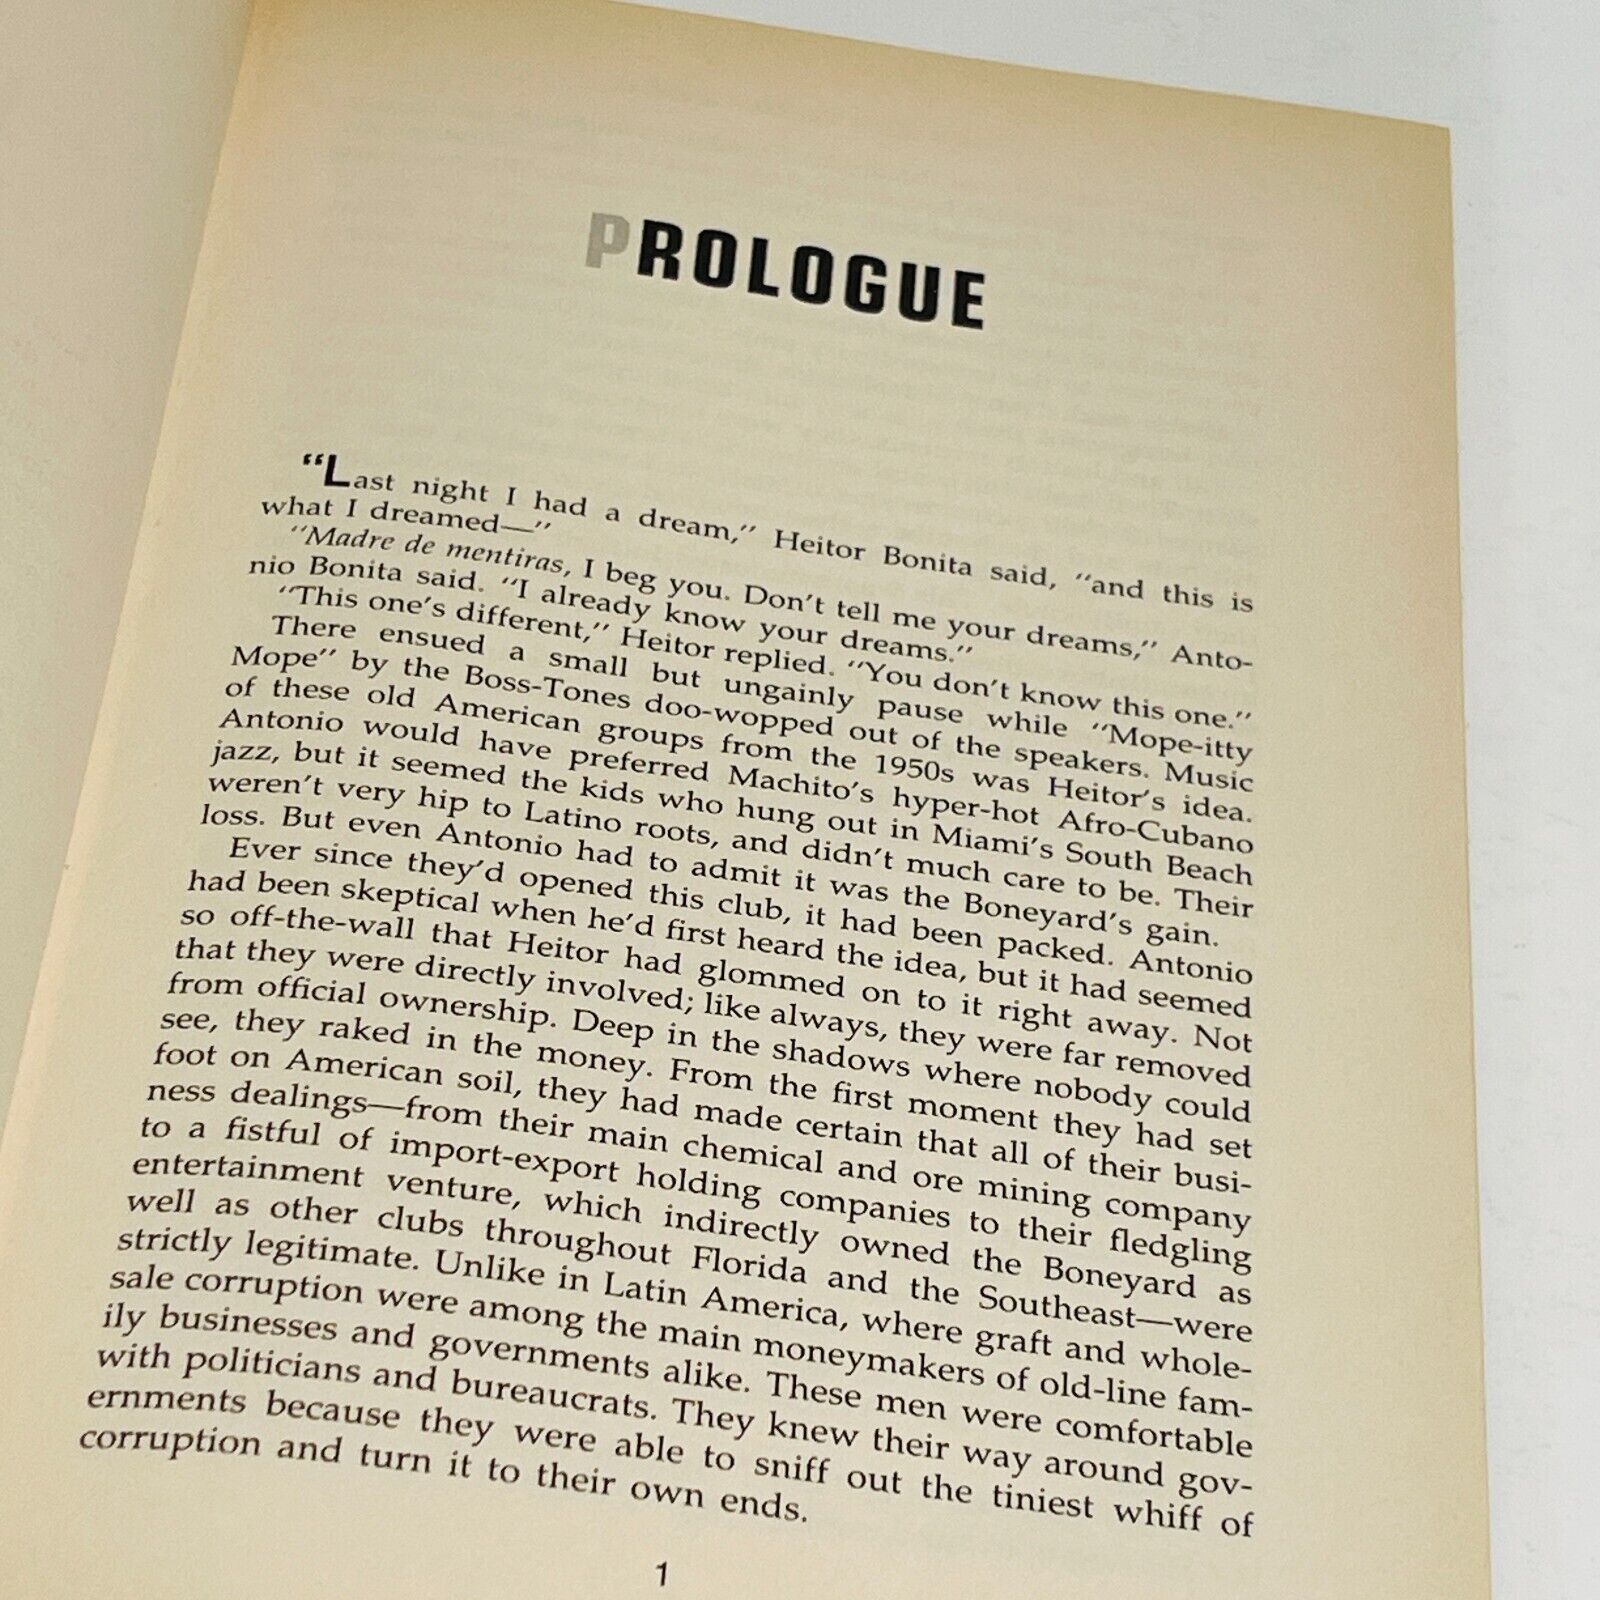 PROLOGUE
“Last night I had a dream,” Heitor Bonita said, “and this is
what I dreamed—”
“Madre de mentiras, I beg you. Don’t tell me your dreams,” Anto-
nio Bonita said. “I already know your dreams.”
“This one’s different,” Heitor replied. “You don’t know this one.”
There ensued a small but ungainly pause while “Mope-itty
Mope” by the Boss-Tones doo-wopped out of the speakers. Music
of these old American groups from the 1950s was Heitor’s idea.
Antonio would have preferred Machito’s hyper-hot Afro-Cubano
jazz, but it seemed the kids who hung out in Miami’s South Beach
weren’t very hip to Latino roots, and didn’t much care to be. Their
loss. But even Antonio had to admit it was the Boneyard’s gain.
Ever since they’d opened this club, it had been packed. Antonio
had been skeptical when he’d first heard the idea, but it had seemed
so off-the-wall that Heitor had glommed on to it right away. Not
that they were directly involved; like always, they were far removed
from official ownership. Deep in the shadows where nobody could
see, they raked in the money. From the first moment they had set
foot on American soil, they had made certain that all of their busi-
ness dealings—from their main chemical and ore mining company
to a fistful of import-export holding companies to their fledgling
entertainment venture, which indirectly owned the Boneyard as
well as other clubs throughout Florida and the Southeast—were
strictly legitimate. Unlike in Latin America, where graft and whole-
sale corruption were among the main moneymakers of old-line fam-
ily businesses and governments alike. These men were comfortable
with politicians and bureaucrats. They knew their way around gov-
ernments because they were able to sniff out the tiniest whiff of
corruption and turn it to their own ends.
1